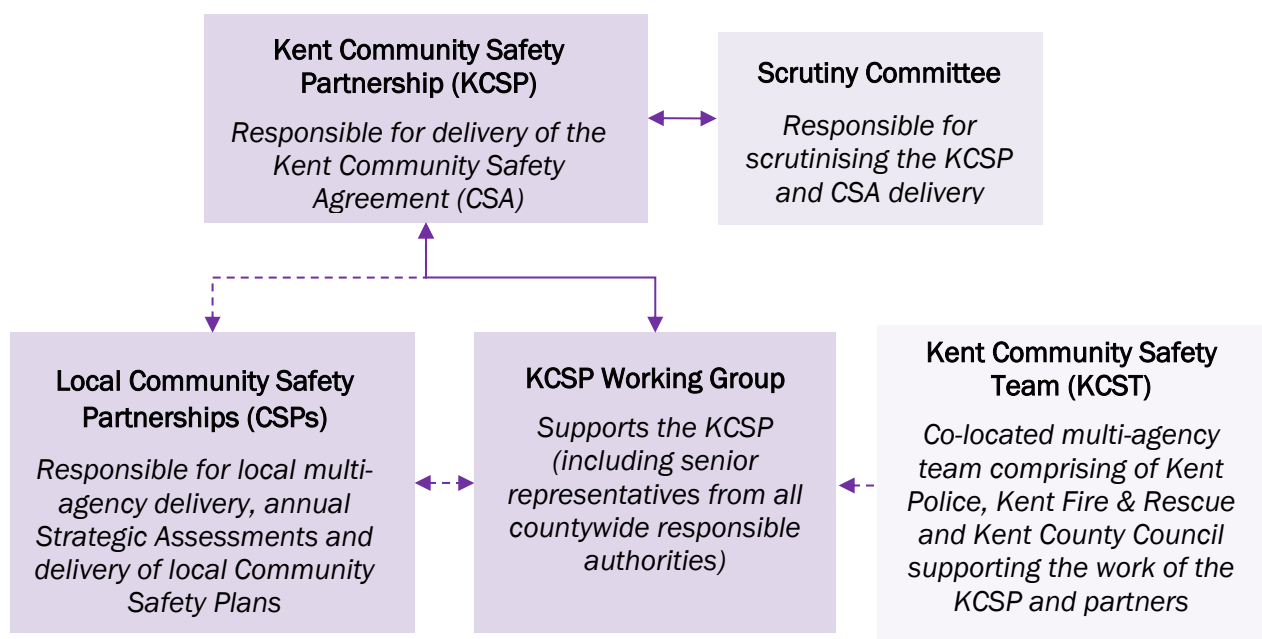 Kent Community Safety
Partnership (KCSP)
Responsible for delivery of the
Kent Community Safety
Agreement (CSA)
Scrutiny Committee
Responsible for
scrutinising the KCSP
and CSA delivery
Local Community Safety
Partnerships (CSPs)
Responsible for local multi-
agency delivery, annual
Strategic Assessments and
delivery of local Community
Safety Plans
KCSP Working Group
Supports the KCSP
(including senior
representatives from all
countywide responsible
authorities)
Kent Community Safety
Team (KCST)
Co-located multi-agency
team comprising of Kent
Police, Kent Fire & Rescue
and Kent County Council
supporting the work of the
KCSP and partners